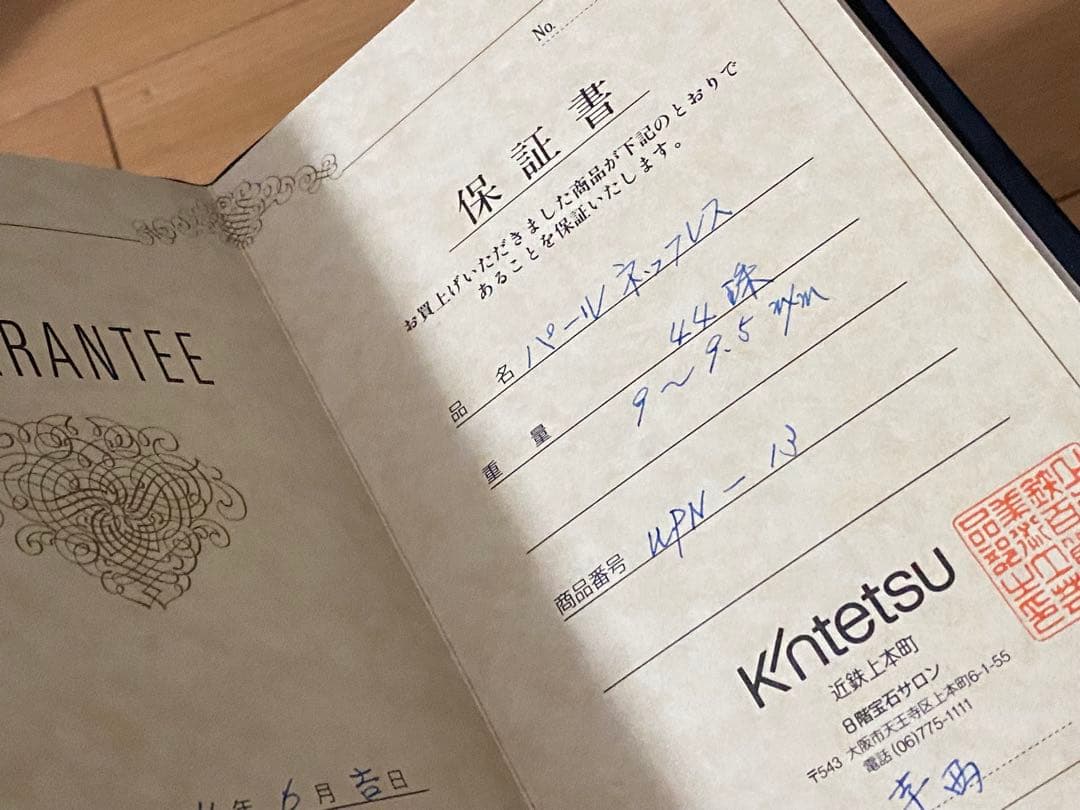 RANTEE
年6月吉日
No.
保証書
お買上げいただきました商品が下記のとおりで
あることを保証いたします。
品名 パールネックレス
重量 44珠
9〜9.5m/m
商品番号 WPN-13
Kintetsu
近鉄上本町
8階宝石サロン
〒543 大阪市天王寺区上本町6-1-55
電話(06)775-1111